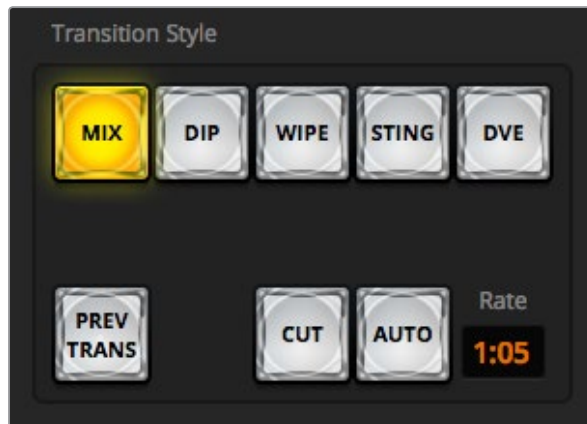 Transition Style
MIX DIP WIPE STING DVE
Rate
PREV
TRANS
CUT AUTO
1:05